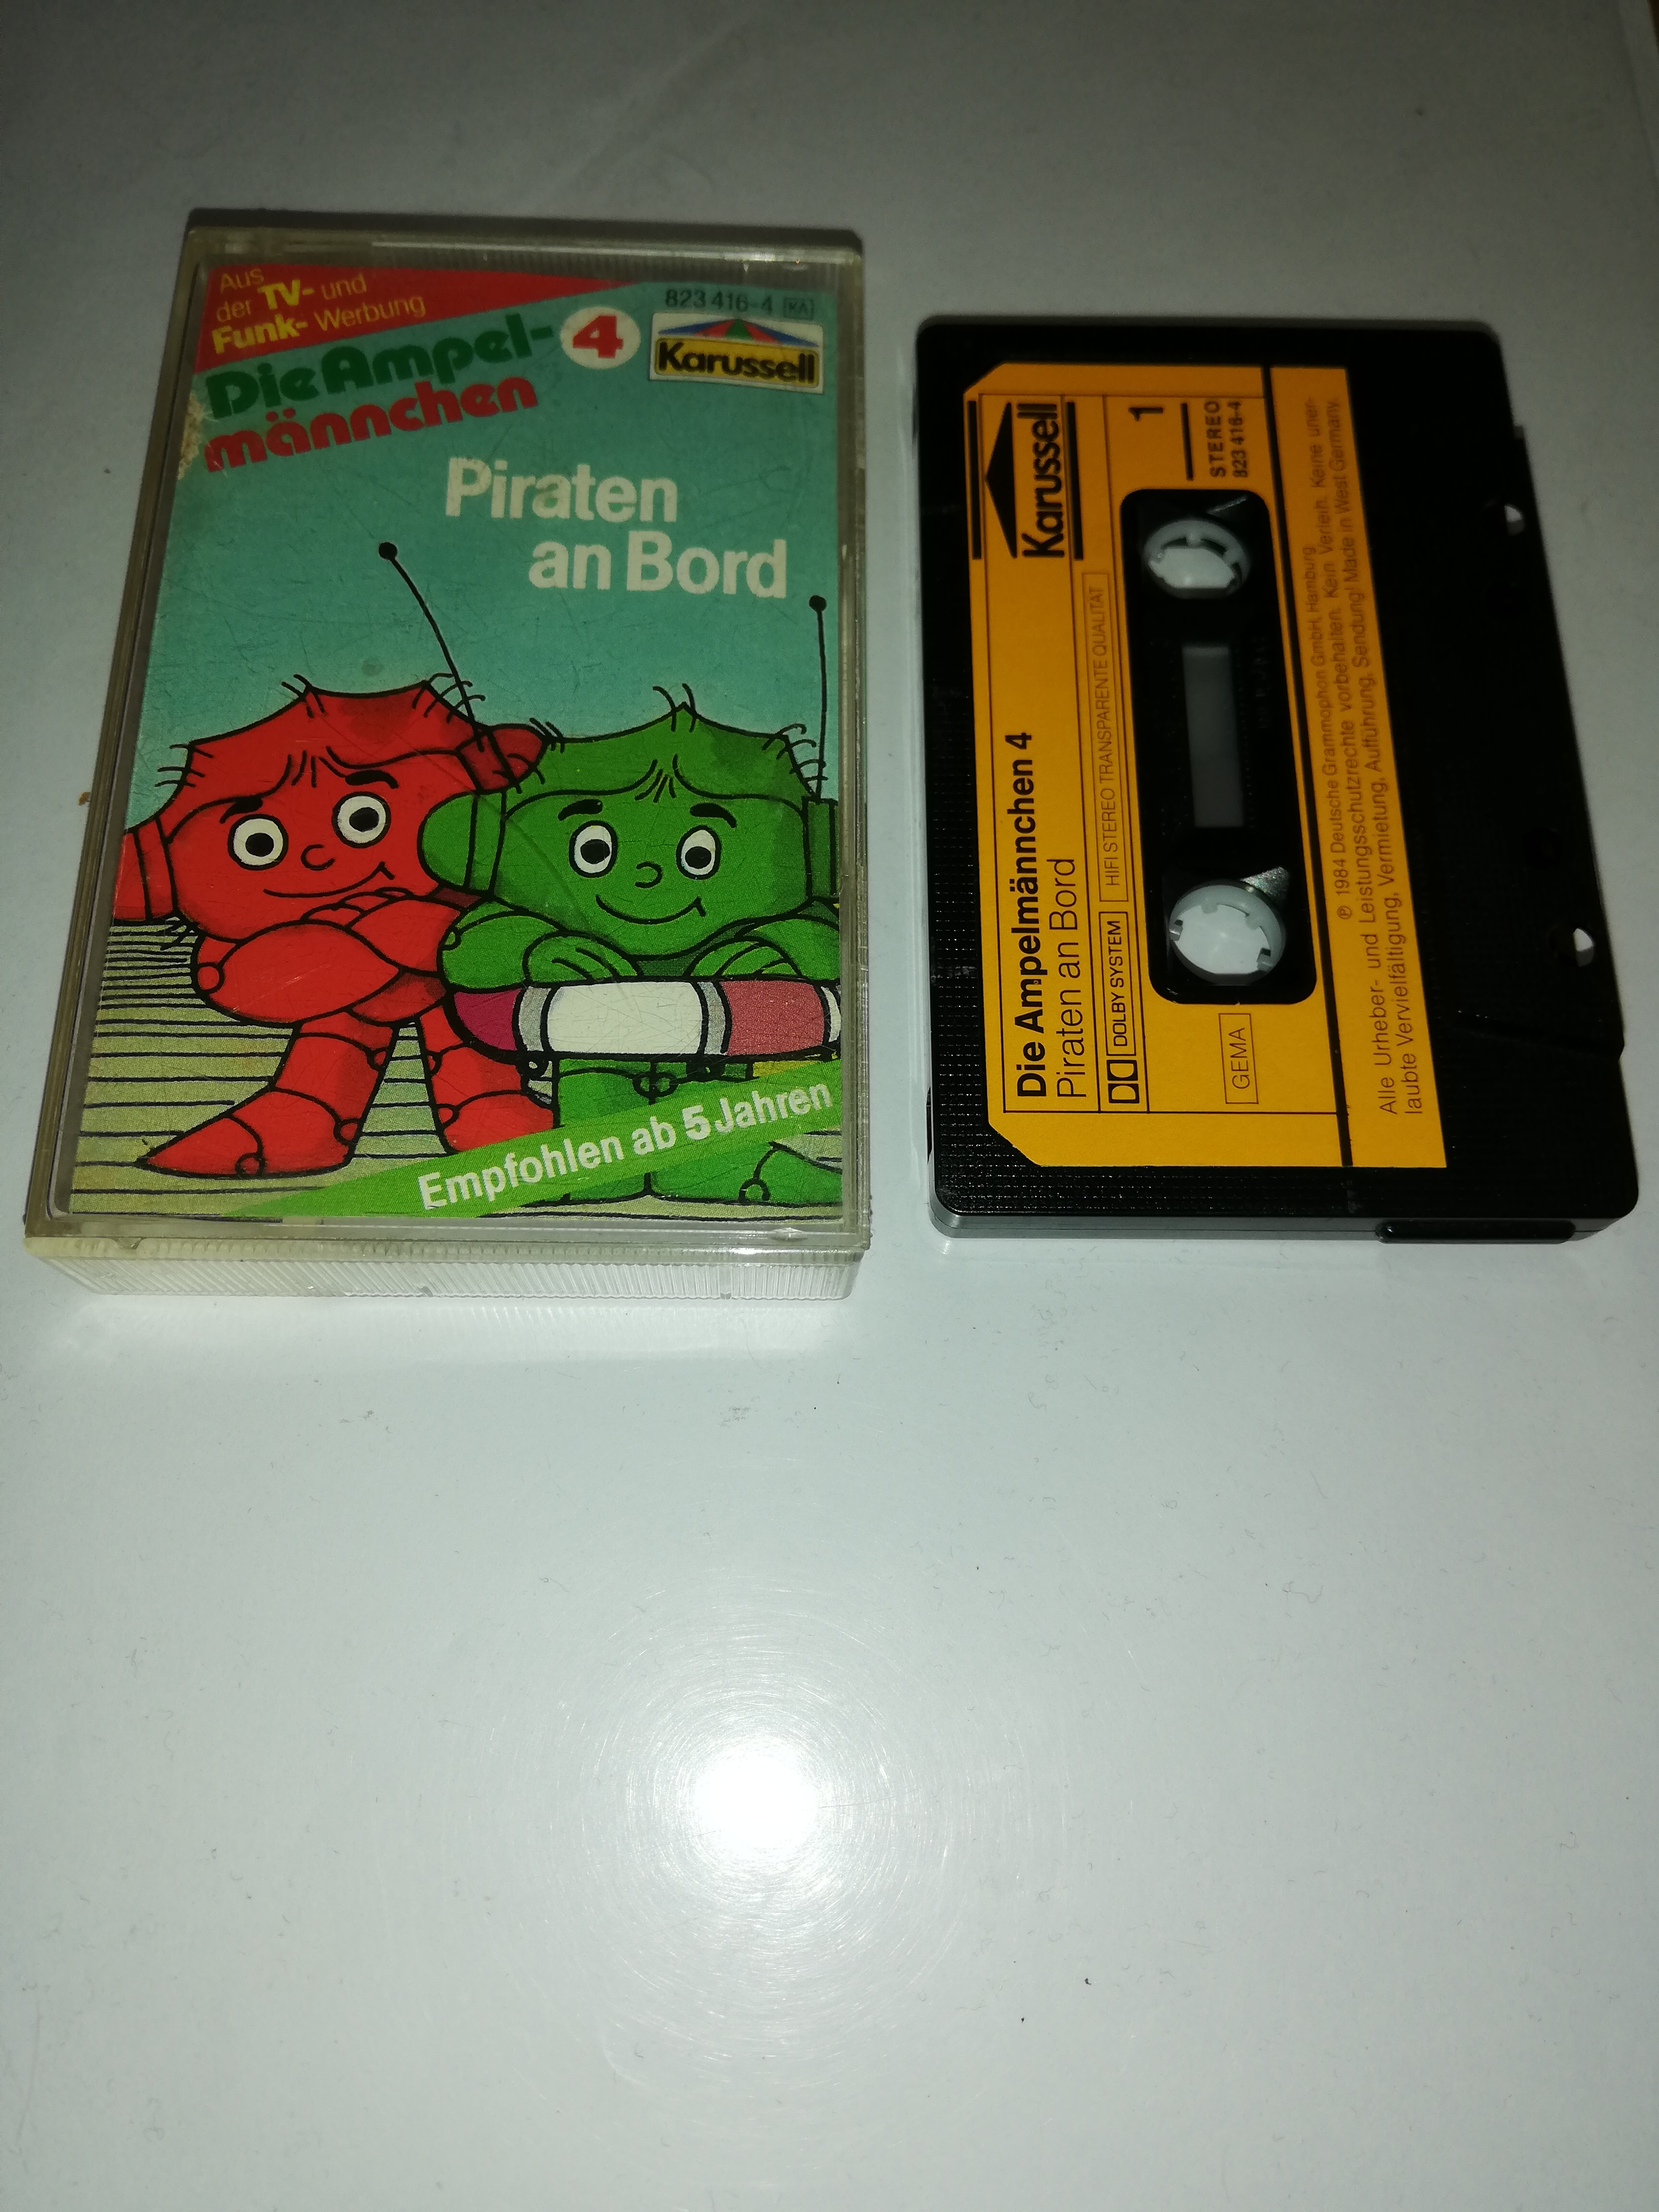 Aus
der TV- und
Funk- Werbung
Die Ampel-
männchen
4
823 416-4 KA
Karussell
Piraten
an Bord
Empfohlen ab 5 Jahren
Karussell
1
STEREO
823 416-4
Die Ampelmännchen 4
Piraten an Bord
DOLBY SYSTEM HIFI STEREO TRANSPARENTE QUALITÄT
GEMA
℗ 1984 Deutsche Grammophon GmbH, Hamburg
Alle Urheber- und Leistungsschutzrechte vorbehalten. Kein Verleih. Keine uner-
laubte Vervielfältigung, Vermietung, Aufführung, Sendung! Made in West Germany.